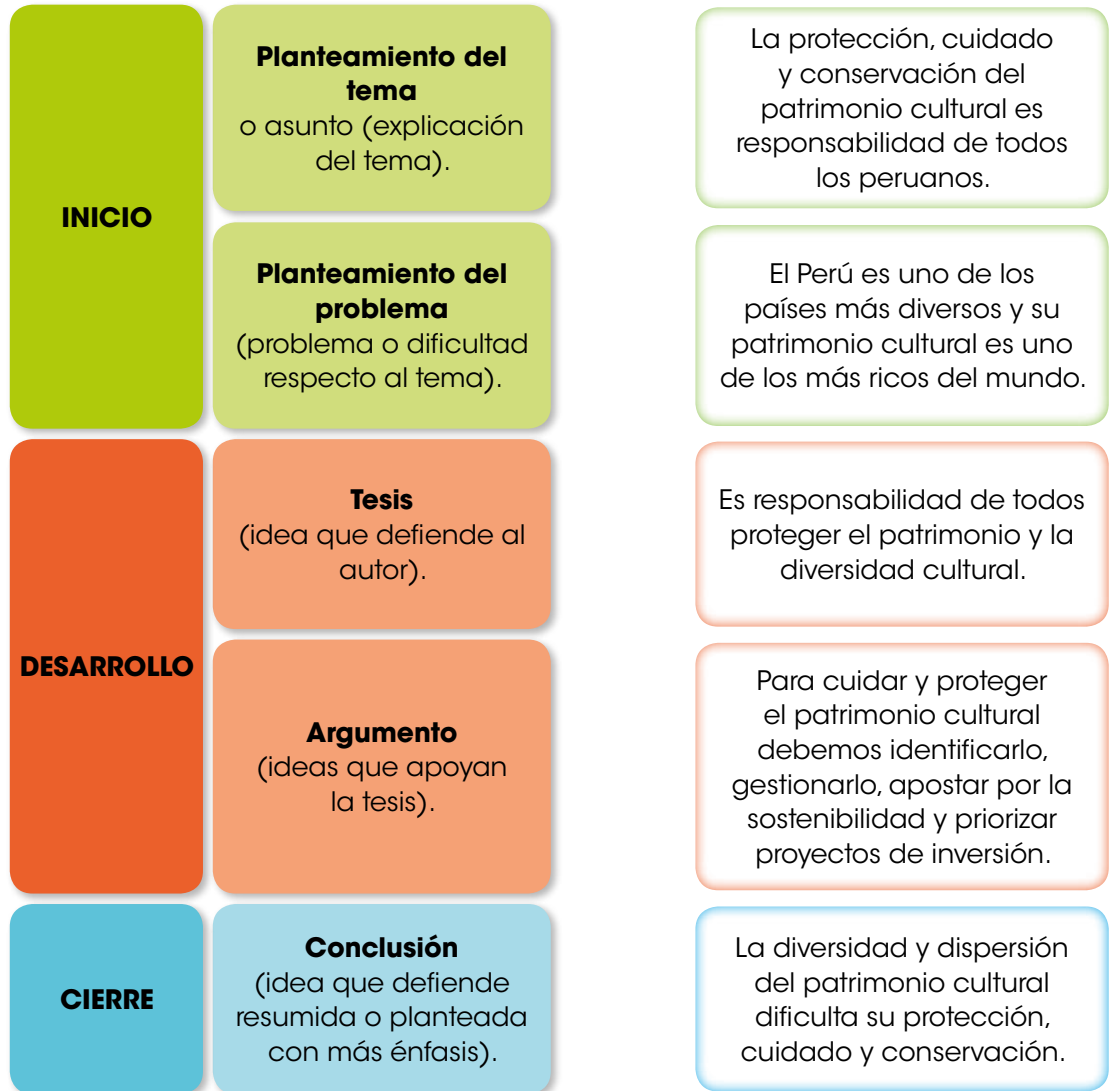 INICIO
Planteamiento del
tema
o asunto (explicación
del tema).
La protección, cuidado
y conservación del
patrimonio cultural es
responsabilidad de todos
los peruanos.
Planteamiento del
problema
(problema o dificultad
respecto al tema).
El Perú es uno de los
países más diversos y su
patrimonio cultural es uno
de los más ricos del mundo.
DESARROLLO
Tesis
(idea que defiende al
autor).
Es responsabilidad de todos
proteger el patrimonio y la
diversidad cultural.
Argumento
(ideas que apoyan
la tesis).
Para cuidar y proteger
el patrimonio cultural
debemos identificarlo,
gestionarlo, apostar por la
sostenibilidad y priorizar
proyectos de inversión.
CIERRE
Conclusión
(idea que defiende
resumida o planteada
con más énfasis).
La diversidad y dispersión
del patrimonio cultural
dificulta su protección,
cuidado y conservación.